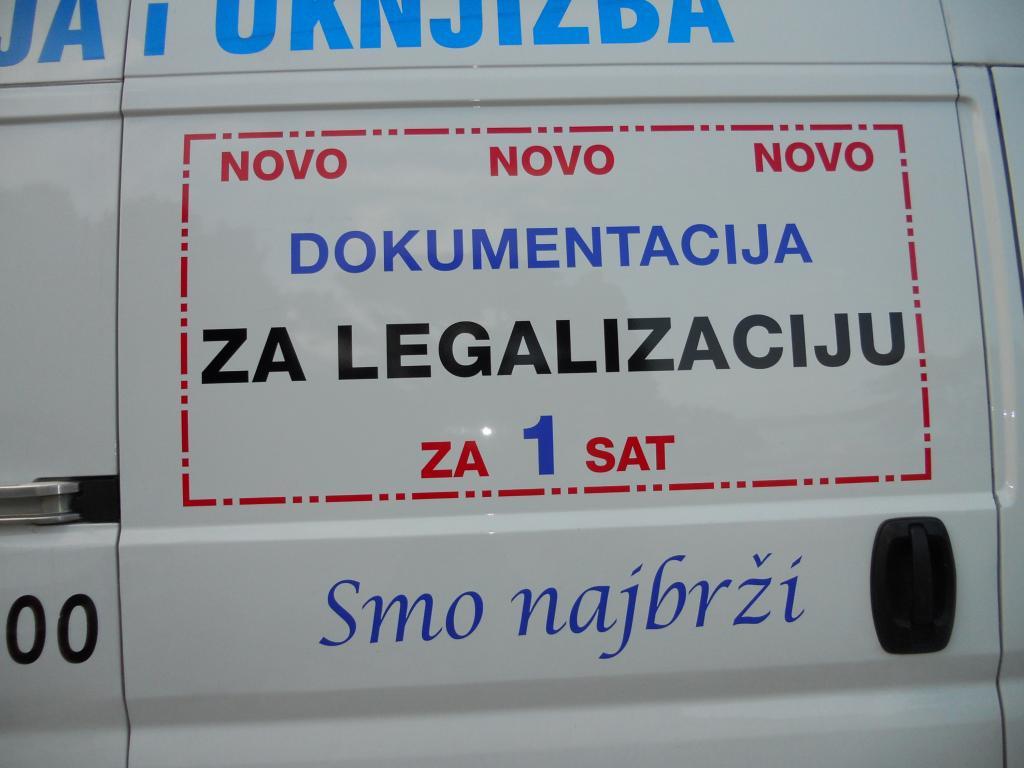 JA i UKNJIŽBA
NOVO NOVO NOVO
DOKUMENTACIJA
ZA LEGALIZACIJU
ZA 1 SAT
Smo najbrži
00